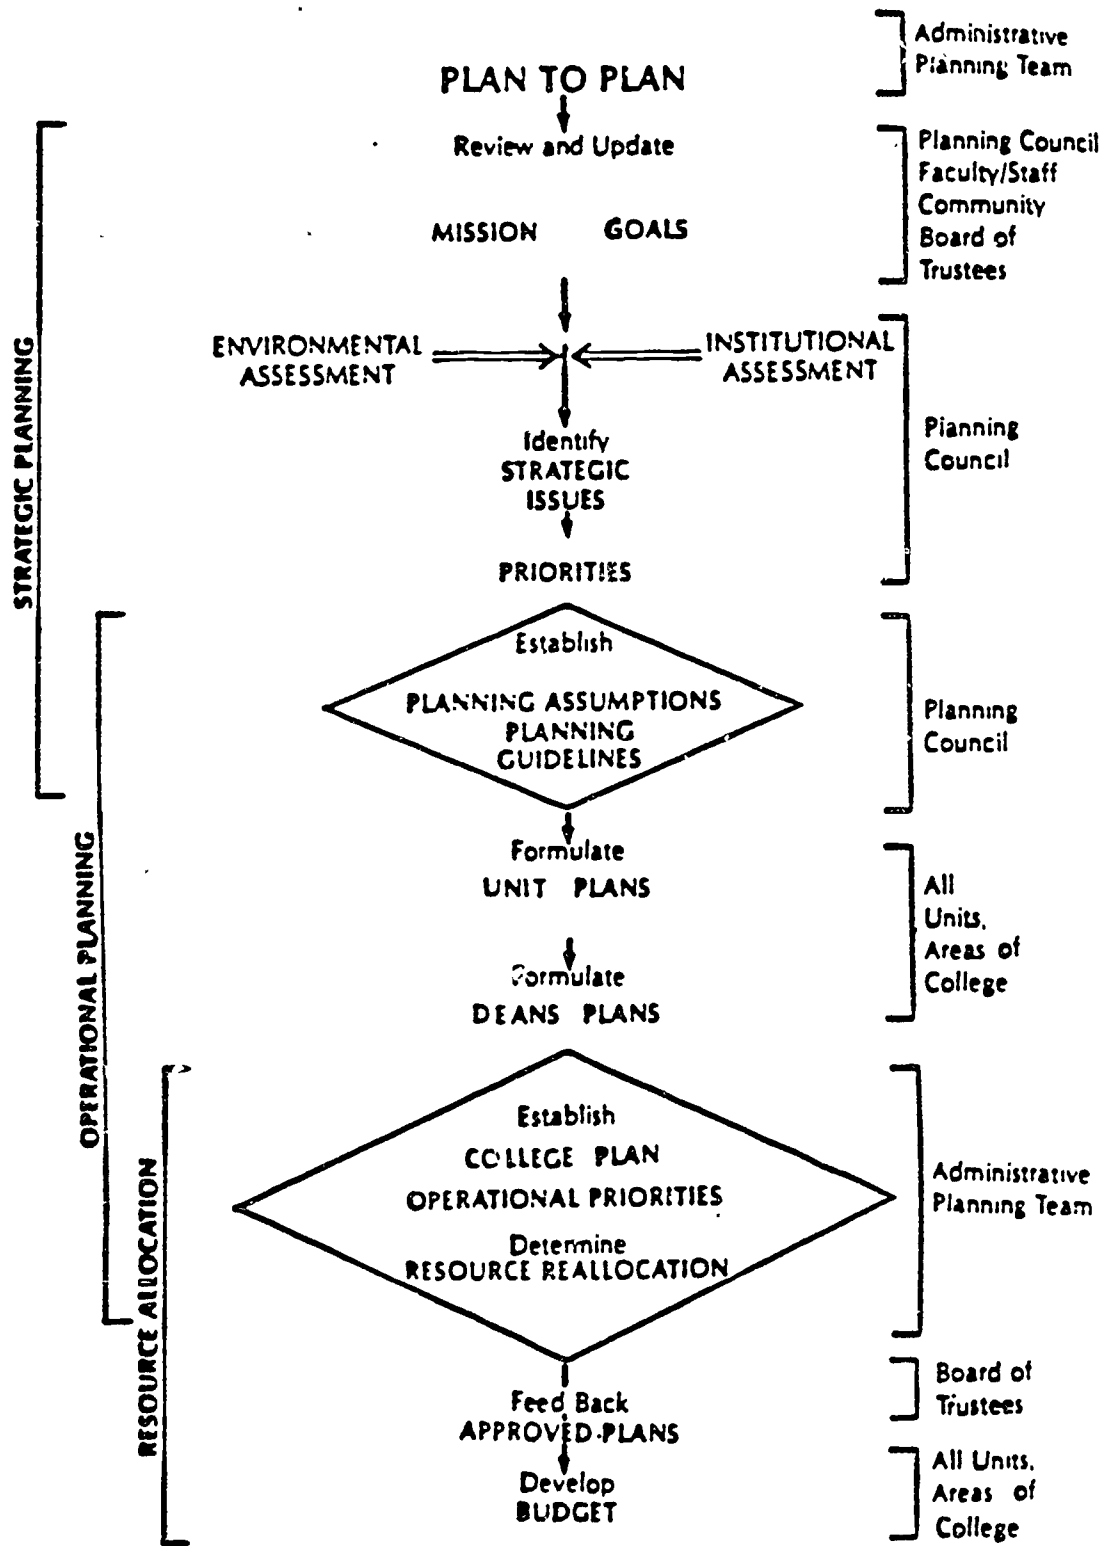 PLAN TO PLAN
Administrative
Planning Team
Review and Update
MISSION GOALS
Planning Council
Faculty/Staff
Community
Board of
Trustees
ENVIRONMENTAL
ASSESSMENT
INSTITUTIONAL
ASSESSMENT
Identify
STRATEGIC
ISSUES
PRIORITIES
Planning
Council
STRATEGIC PLANNING
Establish
PLANNING ASSUMPTIONS
PLANNING
GUIDELINES
Planning
Council
Formulate
UNIT PLANS
Formulate
DEANS PLANS
All
Units,
Areas of
College
OPERATIONAL PLANNING
Establish
COLLEGE PLAN
OPERATIONAL PRIORITIES
Determine
RESOURCE REALLOCATION
Administrative
Planning Team
RESOURCE ALLOCATION
Feed Back
APPROVED PLANS
Board of
Trustees
Develop
BUDGET
All Units,
Areas of
College